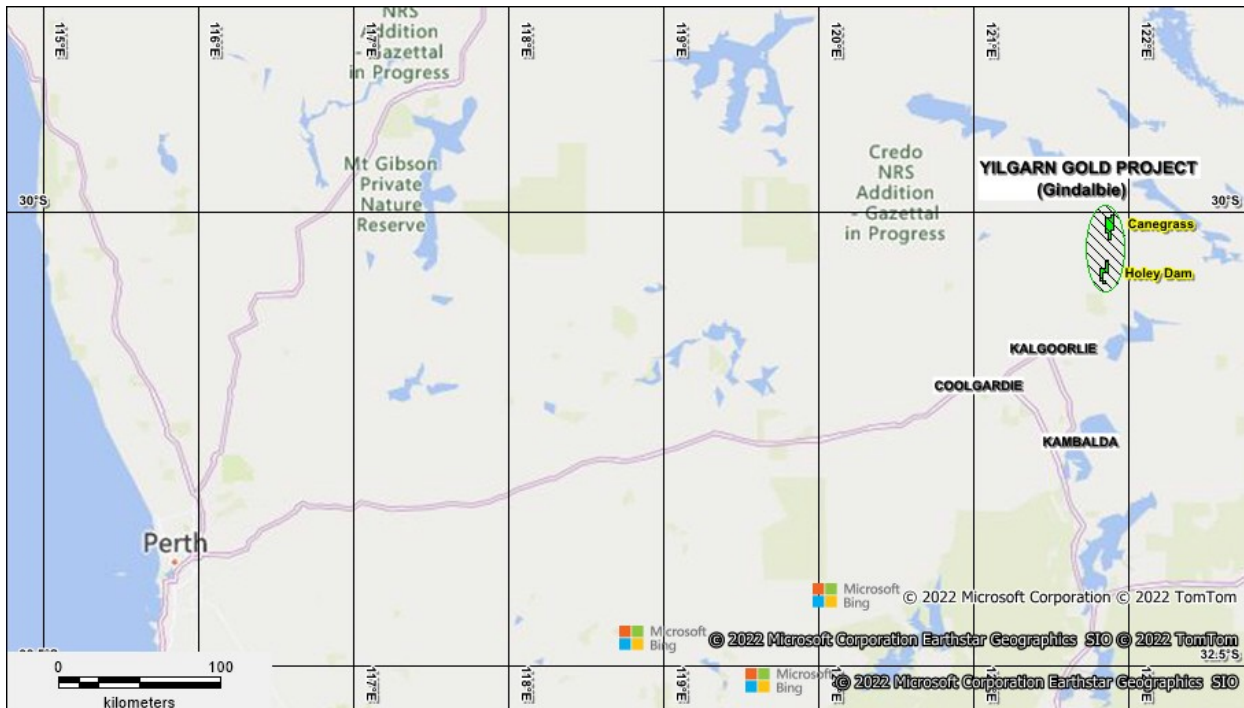 115°E
116°E
117°E
118°E
119°E
120°E
121°E
122°E
NRS
Addition
- Gazettal
in Progress
Mt Gibson
Private
Nature
Reserve
Credo
NRS
Addition
- Gazettal
in Progress
YILGARN GOLD PROJECT
(Gindalbie)
30°S
30°S
Canegrass
Holey Dam
KALGOORLIE
COOLGARDIE
KAMBALDA
Perth
Microsoft
Bing
© 2022 Microsoft Corporation © 2022 TomTom
Microsoft
Bing
© 2022 Microsoft Corporation Earthstar Geographics SIO © 2022 TomTom
32.5°S
Microsoft
Bing
© 2022 Microsoft Corporation Earthstar Geographics SIO
0 100
kilometers
117°E
118°E
119°E